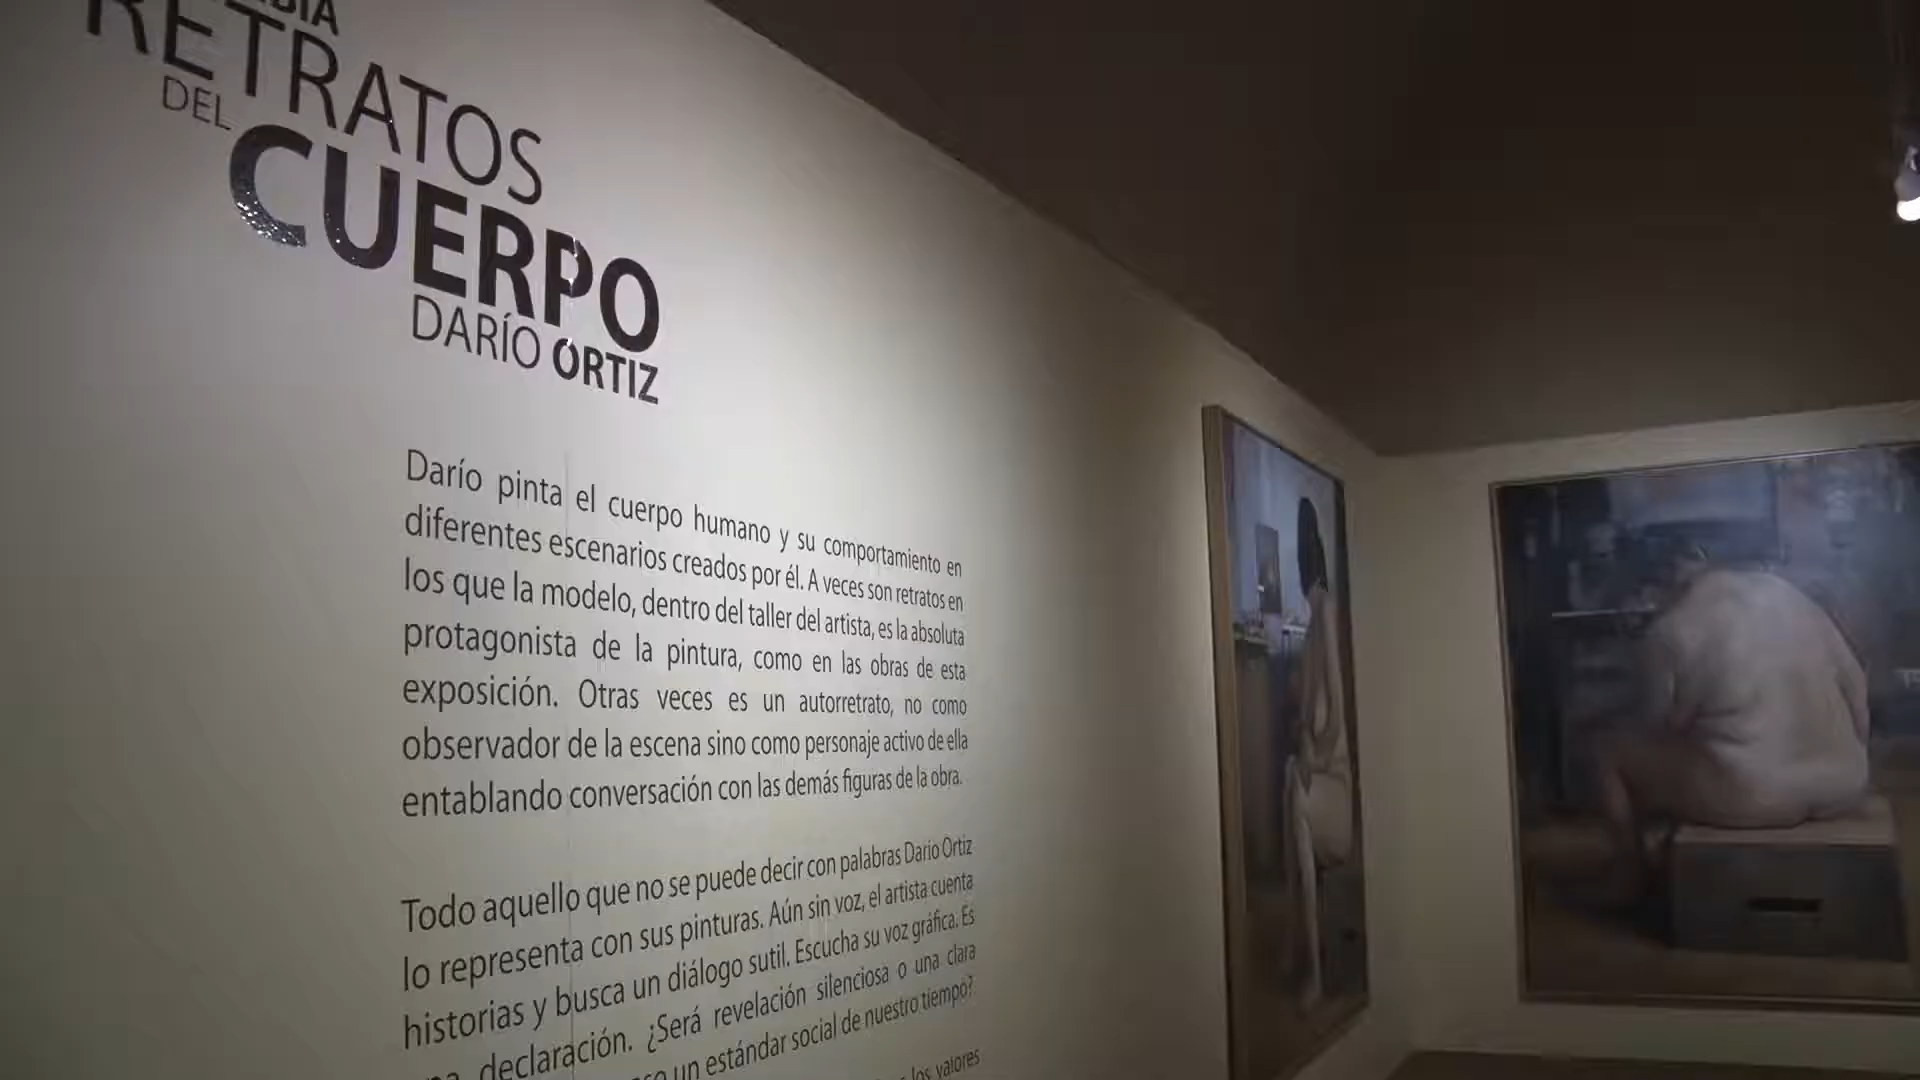 RETRATOS
DEL
CUERPO
DARÍO ORTIZ
Darío pinta el cuerpo humano y su comportamiento en
diferentes escenarios creados por él. A veces son retratos en
los que la modelo, dentro del taller del artista, es la absoluta
protagonista de la pintura, como en las obras de esta
exposición. Otras veces es un autorretrato, no como
observador de la escena sino como personaje activo de ella
entablando conversación con las demás figuras de la obra.
Todo aquello que no se puede decir con palabras Dario Ortiz
lo representa con sus pinturas. Aún sin voz, el artista cuenta
historias y busca un diálogo sutil. Escucha su voz gráfica. Es
declaración. ¿Será revelación silenciosa o una clara
un estándar social de nuestro tiempo?
los valores